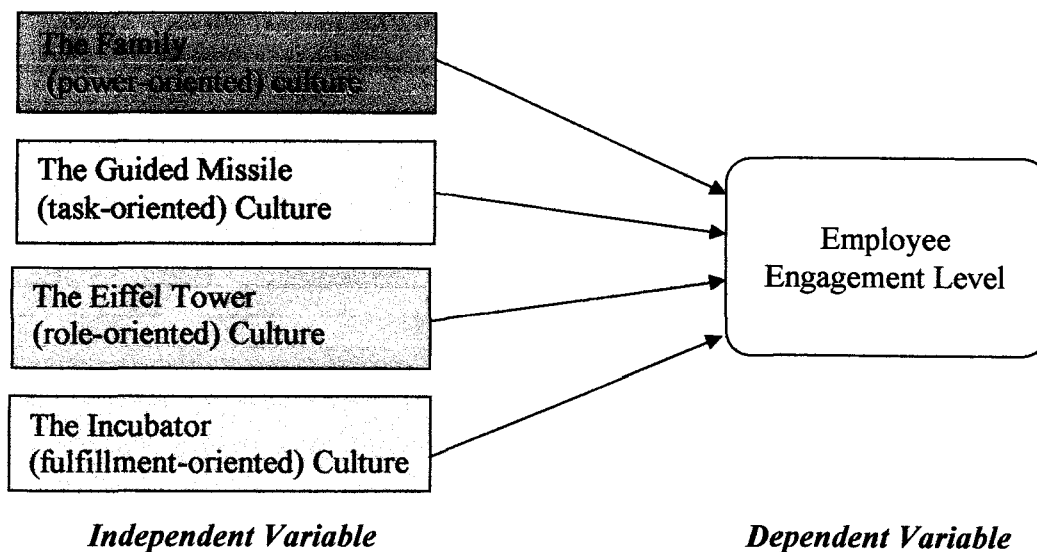 The Family
(power-oriented) culture
The Guided Missile
(task-oriented) Culture
The Eiffel Tower
(role-oriented) Culture
The Incubator
(fulfillment-oriented) Culture
Employee
Engagement Level
Independent Variable
Dependent Variable